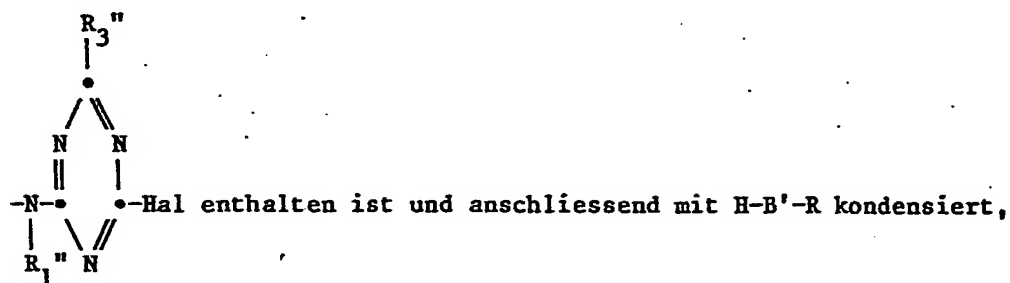 R3"
N N
-N- -Hal enthalten ist und anschliessend mit H-B'-R kondensiert,
R1" N